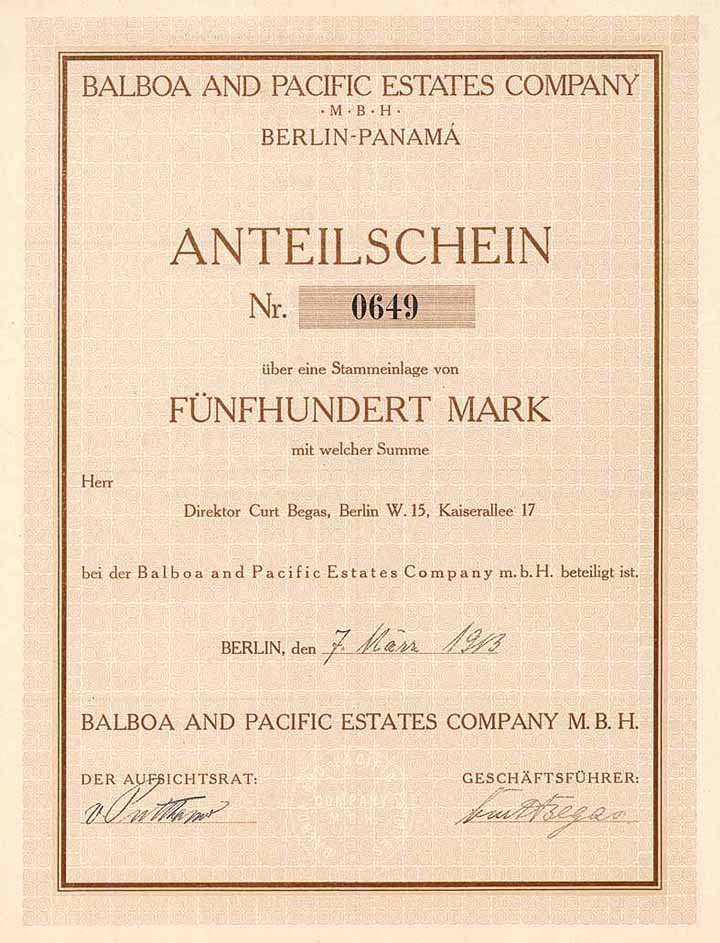 BALBOA AND PACIFIC ESTATES COMPANY
· M · B · H ·
BERLIN-PANAMÁ
ANTEILSCHEIN
Nr. 0649
über eine Stammeinlage von
FÜNFHUNDERT MARK
mit welcher Summe
Herr
Direktor Curt Begas, Berlin W. 15, Kaiserallee 17
bei der Balboa and Pacific Estates Company m. b. H. beteiligt ist.
BERLIN, den 7. März 1913
BALBOA AND PACIFIC ESTATES COMPANY M. B. H.
DER AUFSICHTSRAT: GESCHÄFTSFÜHRER:
Curt Begas